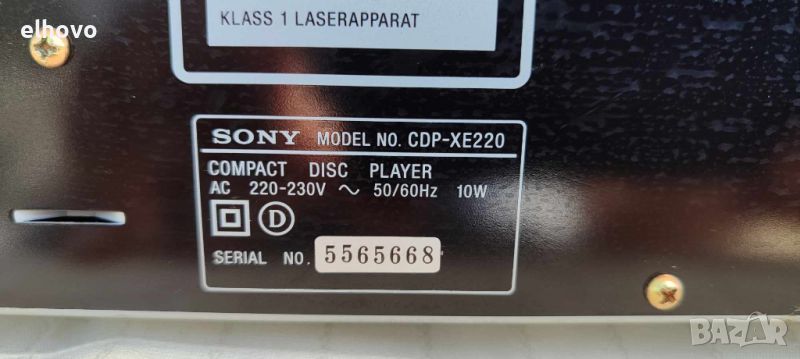 elhovo
KLASS 1 LASERAPPARAT
SONY MODEL NO. CDP-XE220
COMPACT DISC PLAYER
AC 220-230V ~ 50/60Hz 10W
D
SERIAL NO. 5565668
BAZAR